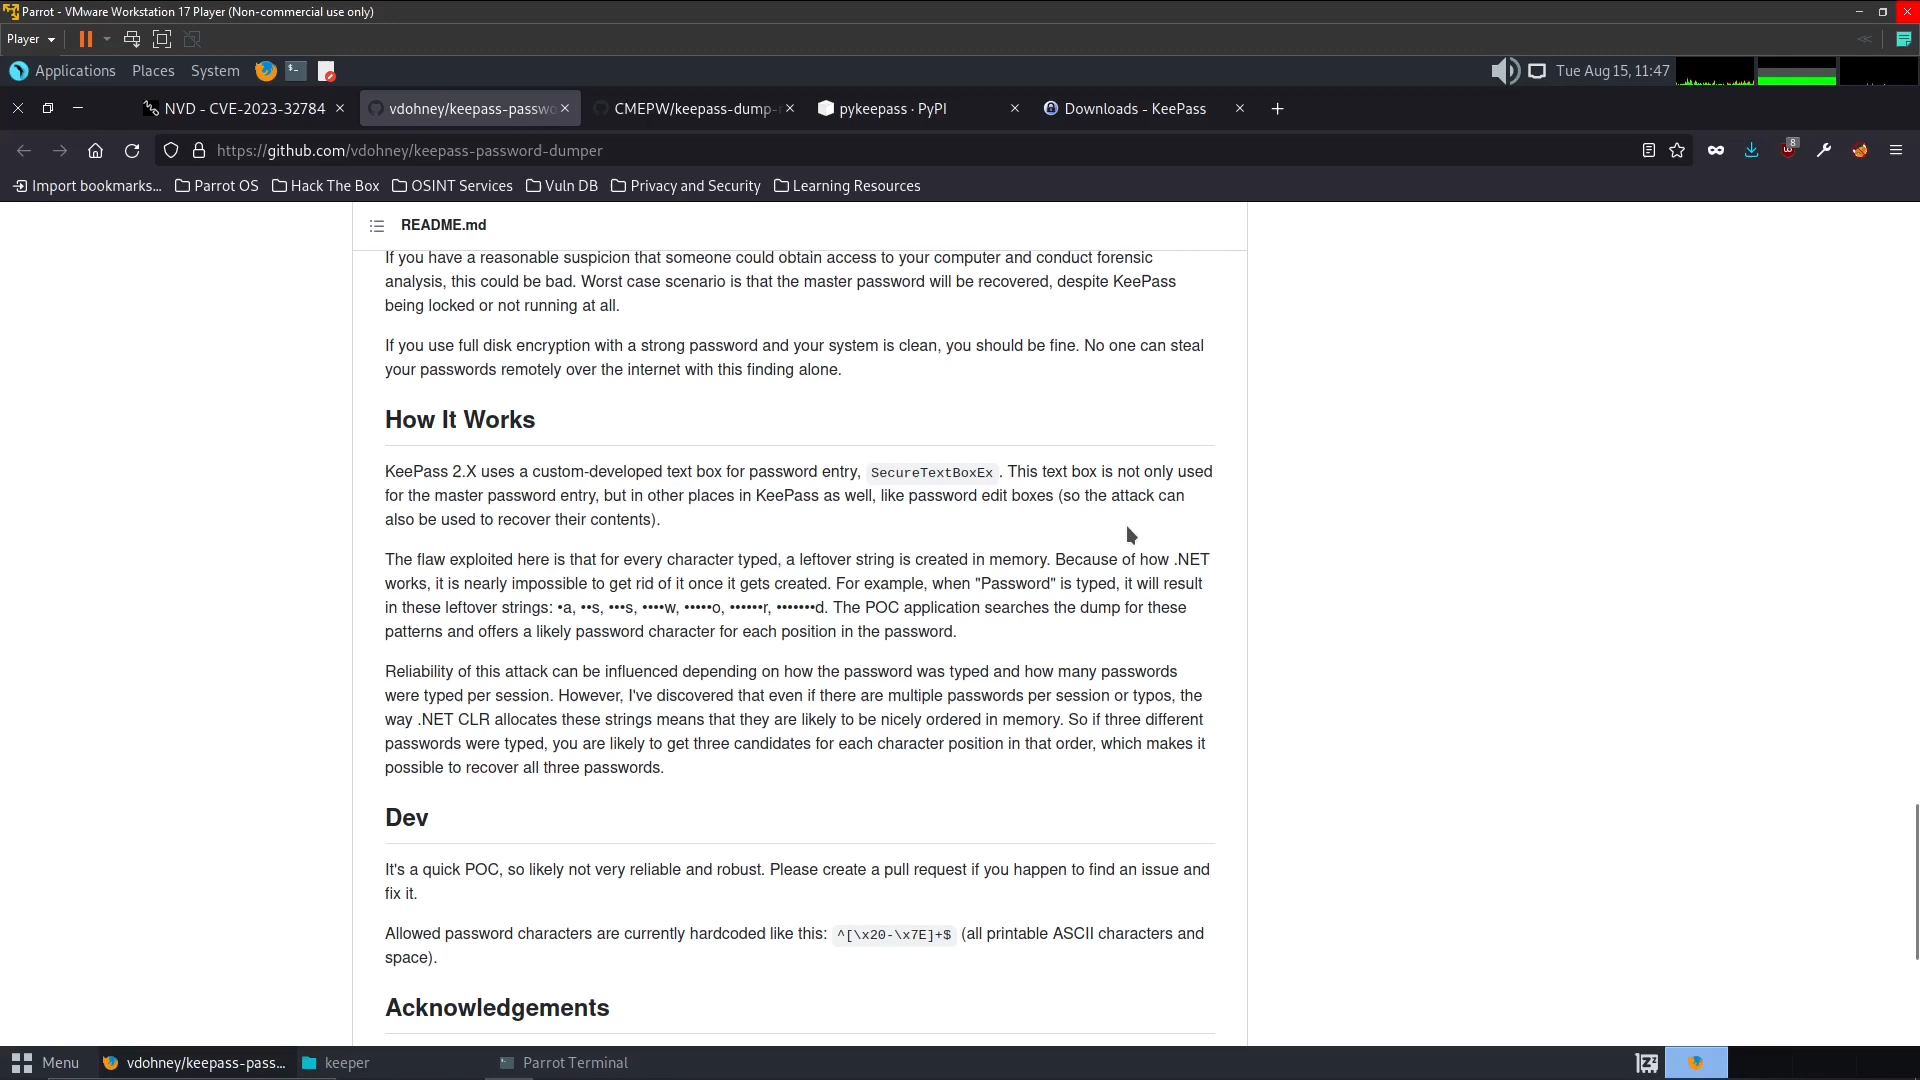 Parrot - VMware Workstation 17 Player (Non-commercial use only)
Player
Applications Places System
Tue Aug 15, 11:47
NVD - CVE-2023-32784
vdohney/keepass-passwo
CMEPW/keepass-dump-
pykeepass · PyPI
Downloads - KeePass
https://github.com/vdohney/keepass-password-dumper
8
Import bookmarks... Parrot OS Hack The Box OSINT Services Vuln DB Privacy and Security Learning Resources
README.md
If you have a reasonable suspicion that someone could obtain access to your computer and conduct forensic
analysis, this could be bad. Worst case scenario is that the master password will be recovered, despite KeePass
being locked or not running at all.
If you use full disk encryption with a strong password and your system is clean, you should be fine. No one can steal
your passwords remotely over the internet with this finding alone.
How It Works
KeePass 2.X uses a custom-developed text box for password entry, SecureTextBoxEx. This text box is not only used
for the master password entry, but in other places in KeePass as well, like password edit boxes (so the attack can
also be used to recover their contents).
The flaw exploited here is that for every character typed, a leftover string is created in memory. Because of how .NET
works, it is nearly impossible to get rid of it once it gets created. For example, when "Password" is typed, it will result
in these leftover strings: •a, ••s, •••s, ••••w, •••••o, ••••••r, •••••••d. The POC application searches the dump for these
patterns and offers a likely password character for each position in the password.
Reliability of this attack can be influenced depending on how the password was typed and how many passwords
were typed per session. However, I've discovered that even if there are multiple passwords per session or typos, the
way .NET CLR allocates these strings means that they are likely to be nicely ordered in memory. So if three different
passwords were typed, you are likely to get three candidates for each character position in that order, which makes it
possible to recover all three passwords.
Dev
It's a quick POC, so likely not very reliable and robust. Please create a pull request if you happen to find an issue and
fix it.
Allowed password characters are currently hardcoded like this: ^[\x20-\x7E]+$ (all printable ASCII characters and
space).
Acknowledgements
Menu vdohney/keepass-pass... keeper Parrot Terminal